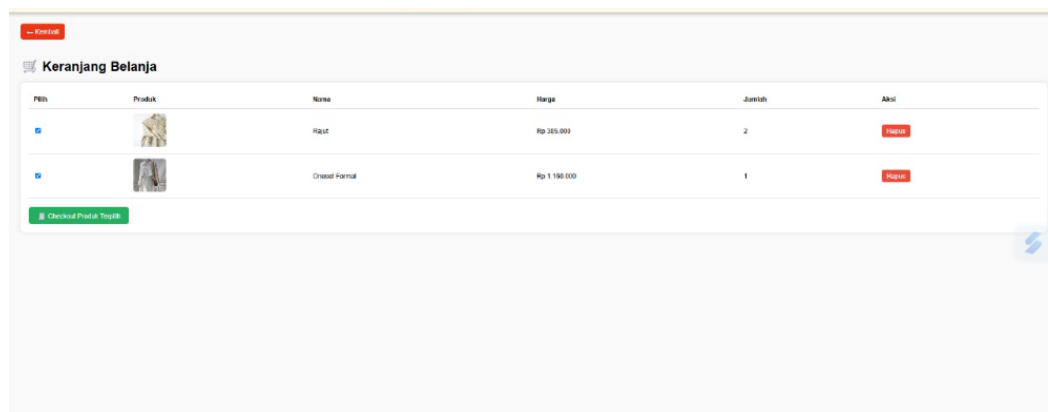 ← Kembali
Keranjang Belanja
Pilih Produk Nama Harga Jumlah Aksi
Rajut Rp 385.000 2 Hapus
Oneset Formal Rp 1.160.000 1 Hapus
Checkout Produk Terpilih